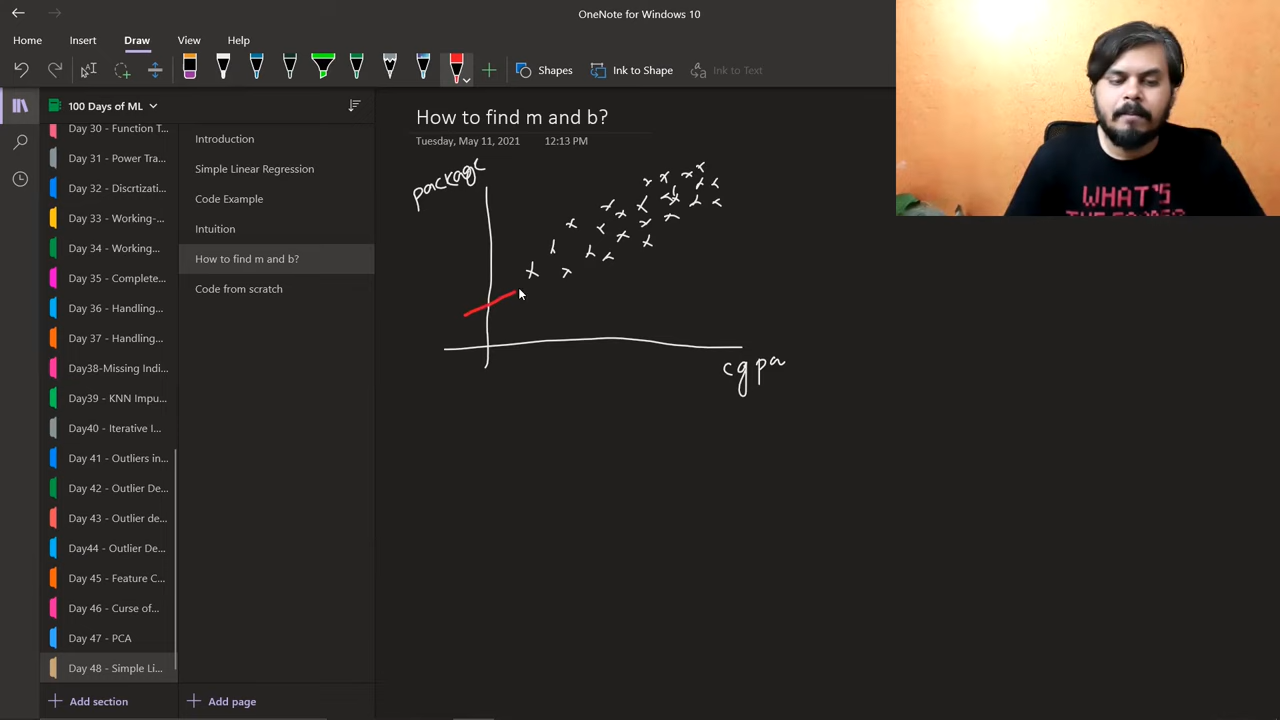 OneNote for Windows 10
Home Insert Draw View Help
Shapes Ink to Shape Ink to Text
100 Days of ML
Day 30 - Function T...
Day 31 - Power Tra...
Day 32 - Discrtizati...
Day 33 - Working-...
Day 34 - Working...
Day 35 - Complete...
Day 36 - Handling...
Day 37 - Handling...
Day38-Missing Indi...
Day39 - KNN Impu...
Day40 - Iterative I...
Day 41 - Outliers in...
Day 42 - Outlier De...
Day 43 - Outlier de...
Day44 - Outlier De...
Day 45 - Feature C...
Day 46 - Curse of...
Day 47 - PCA
Day 48 - Simple Li...
Add section
Introduction
Simple Linear Regression
Code Example
Intuition
How to find m and b?
Code from scratch
Add page
How to find m and b?
Tuesday, May 11, 2021 12:13 PM
package
cgpa
WHAT'S